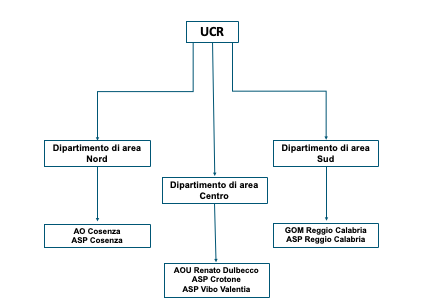 UCR
Dipartimento di area
Nord
Dipartimento di area
Sud
Dipartimento di area
Centro
AO Cosenza
ASP Cosenza
GOM Reggio Calabria
ASP Reggio Calabria
AOU Renato Dulbecco
ASP Crotone
ASP Vibo Valentia